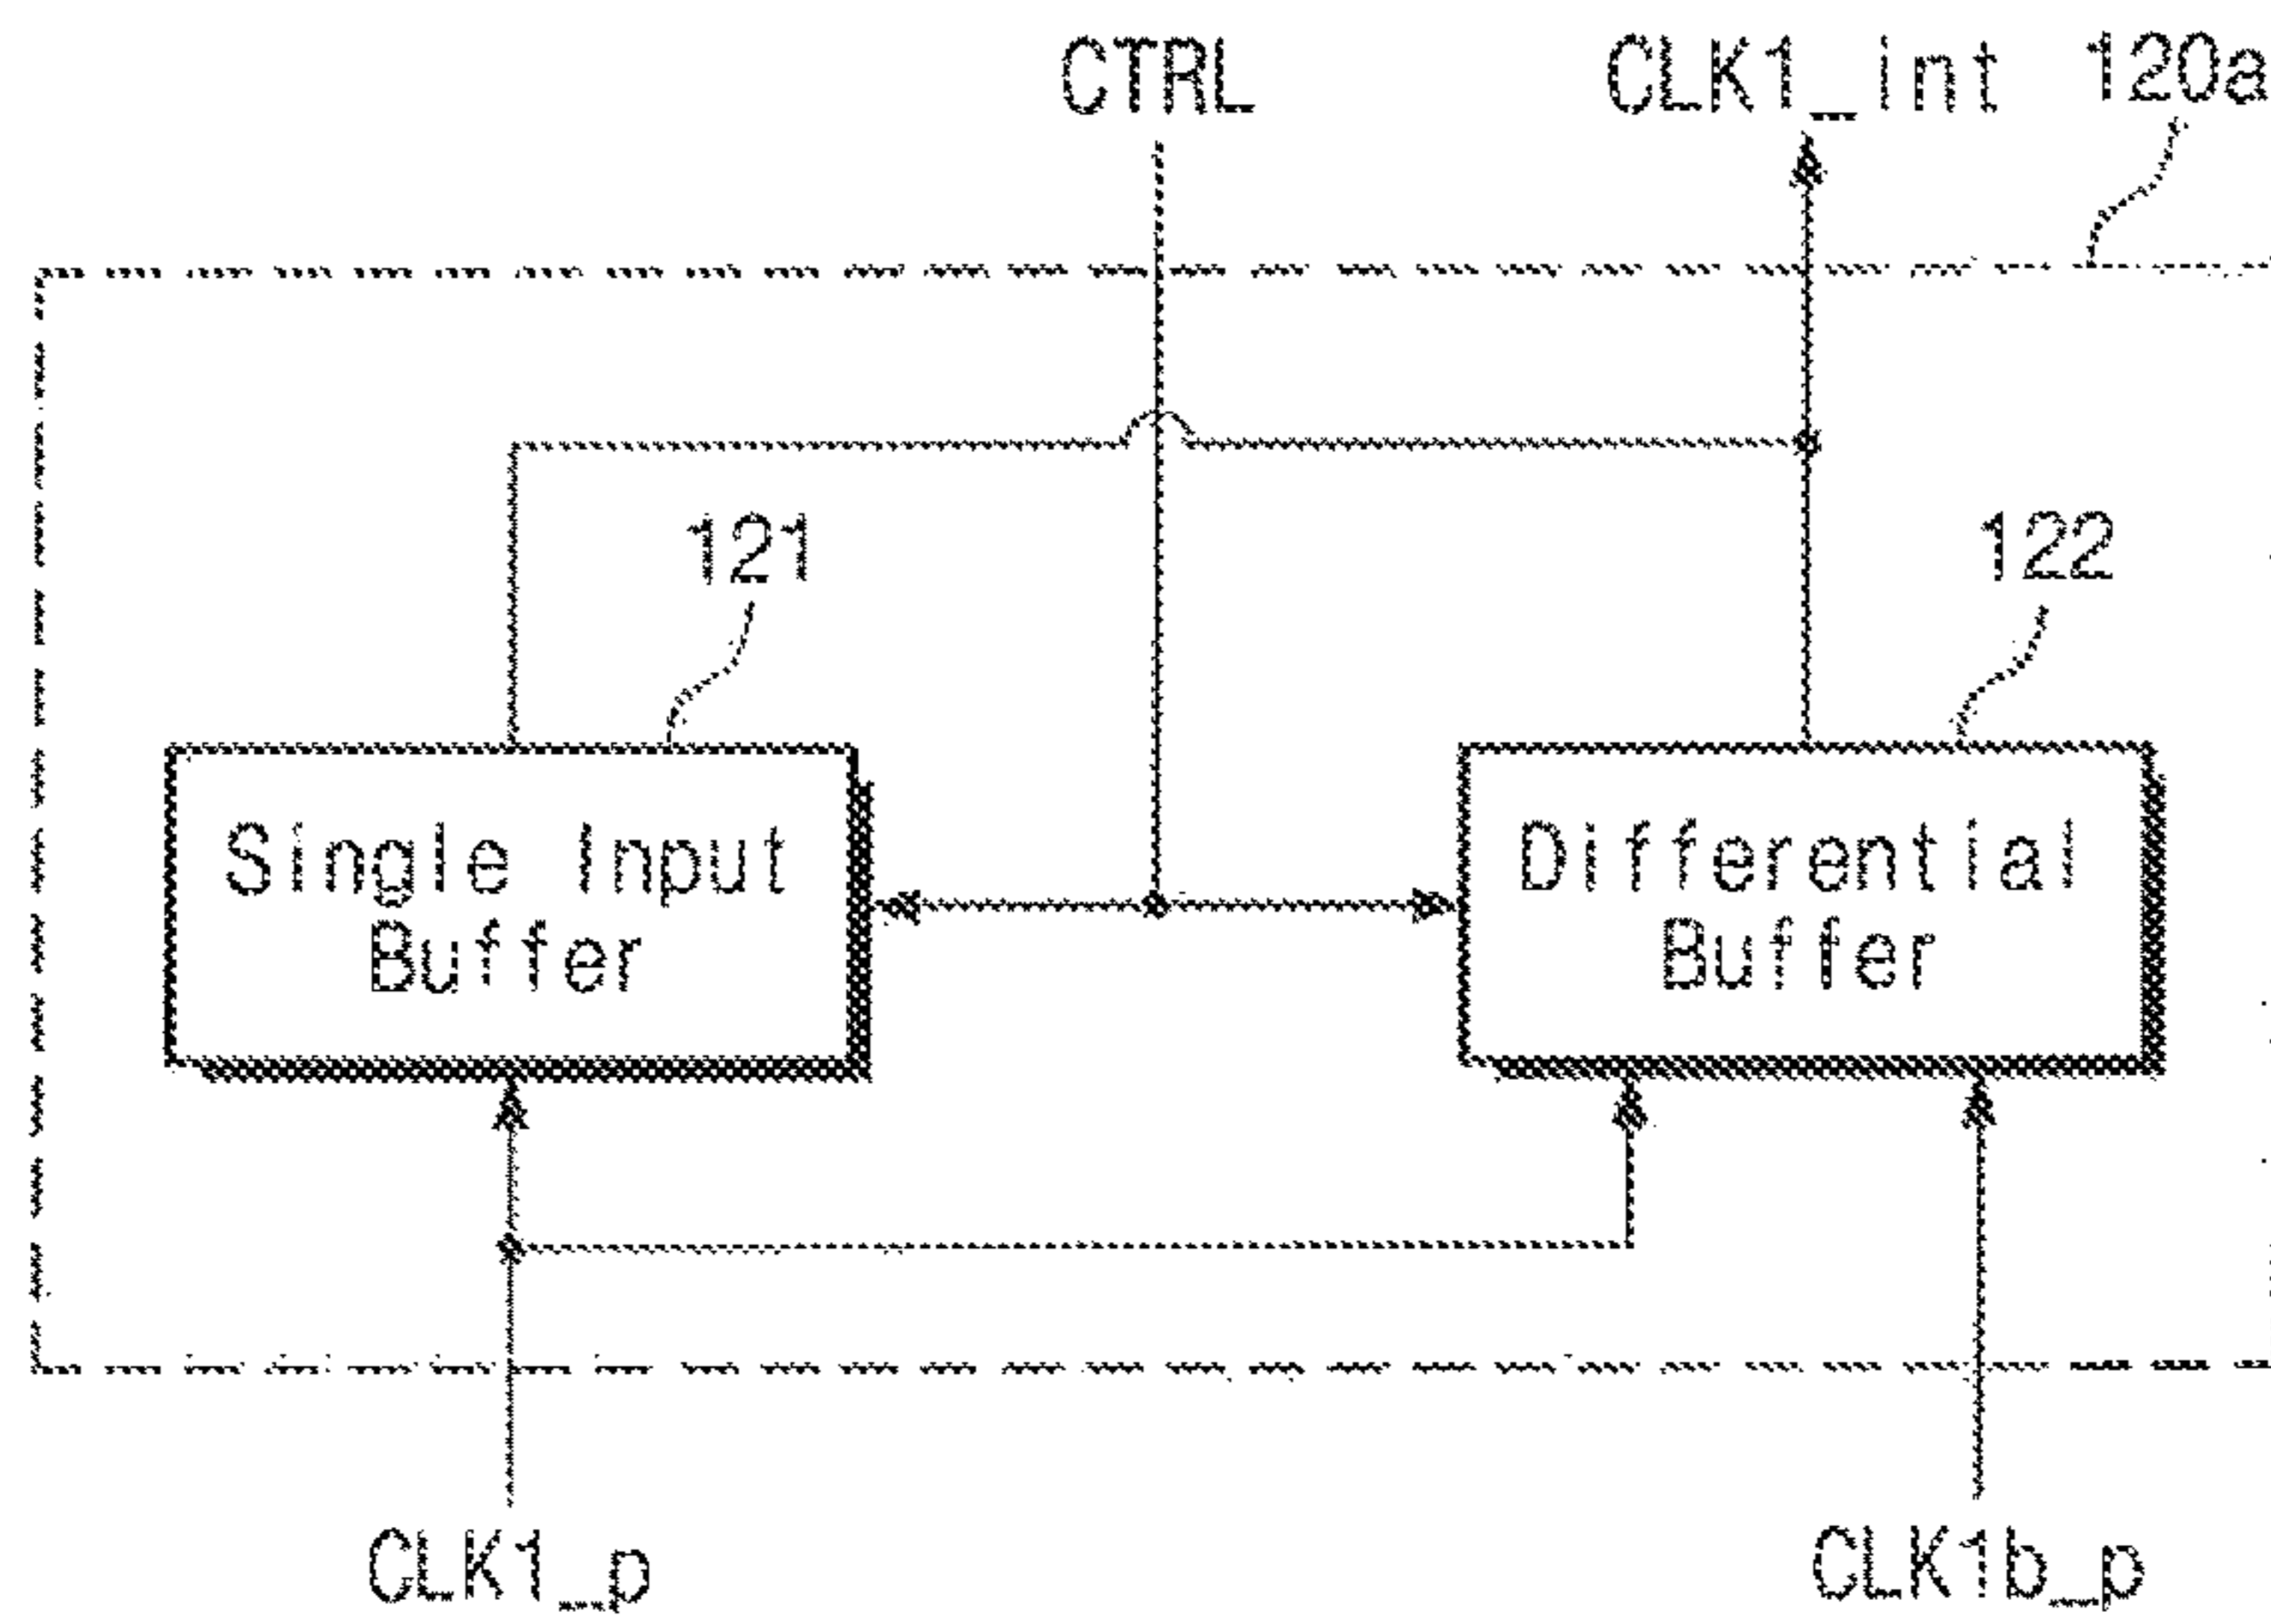 CTRL
CLK1_int
120a
121
122
Single Input
Buffer
Differential
Buffer
CLK1_p
CLK1b_p